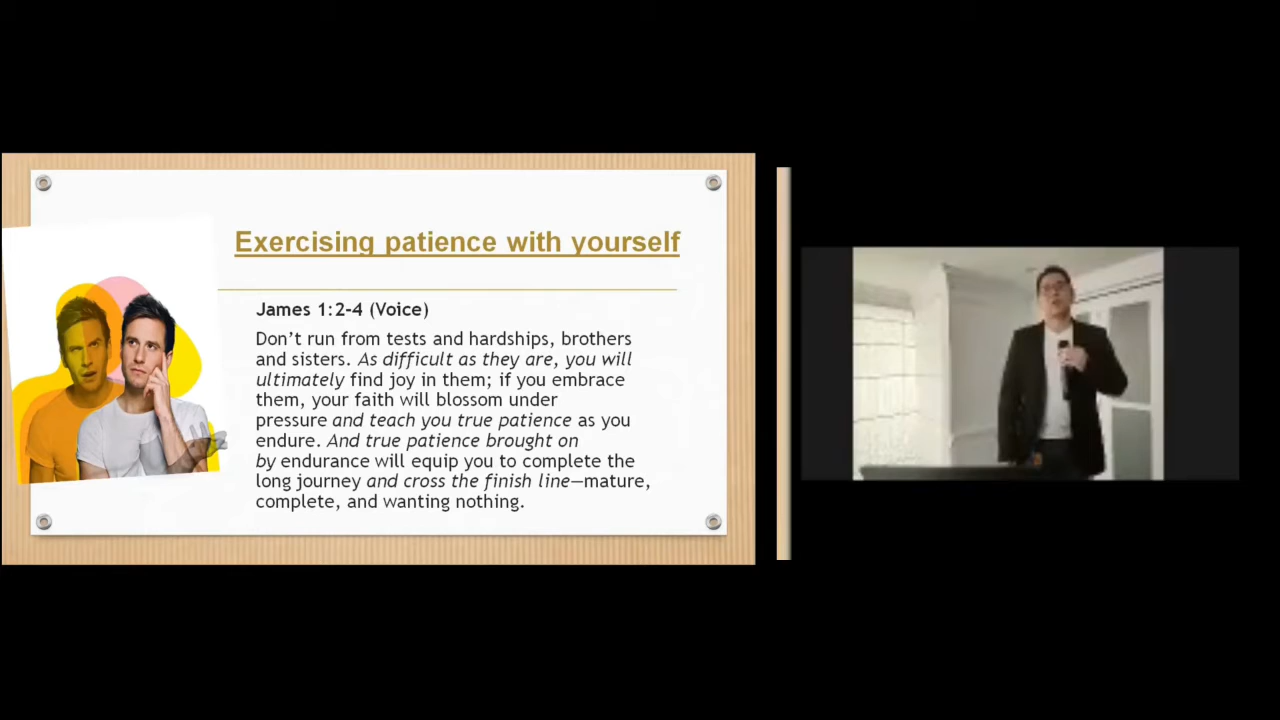 Exercising patience with yourself
James 1:2-4 (Voice)
Don’t run from tests and hardships, brothers
and sisters. As difficult as they are, you will
ultimately find joy in them; if you embrace
them, your faith will blossom under
pressure and teach you true patience as you
endure. And true patience brought on
by endurance will equip you to complete the
long journey and cross the finish line—mature,
complete, and wanting nothing.